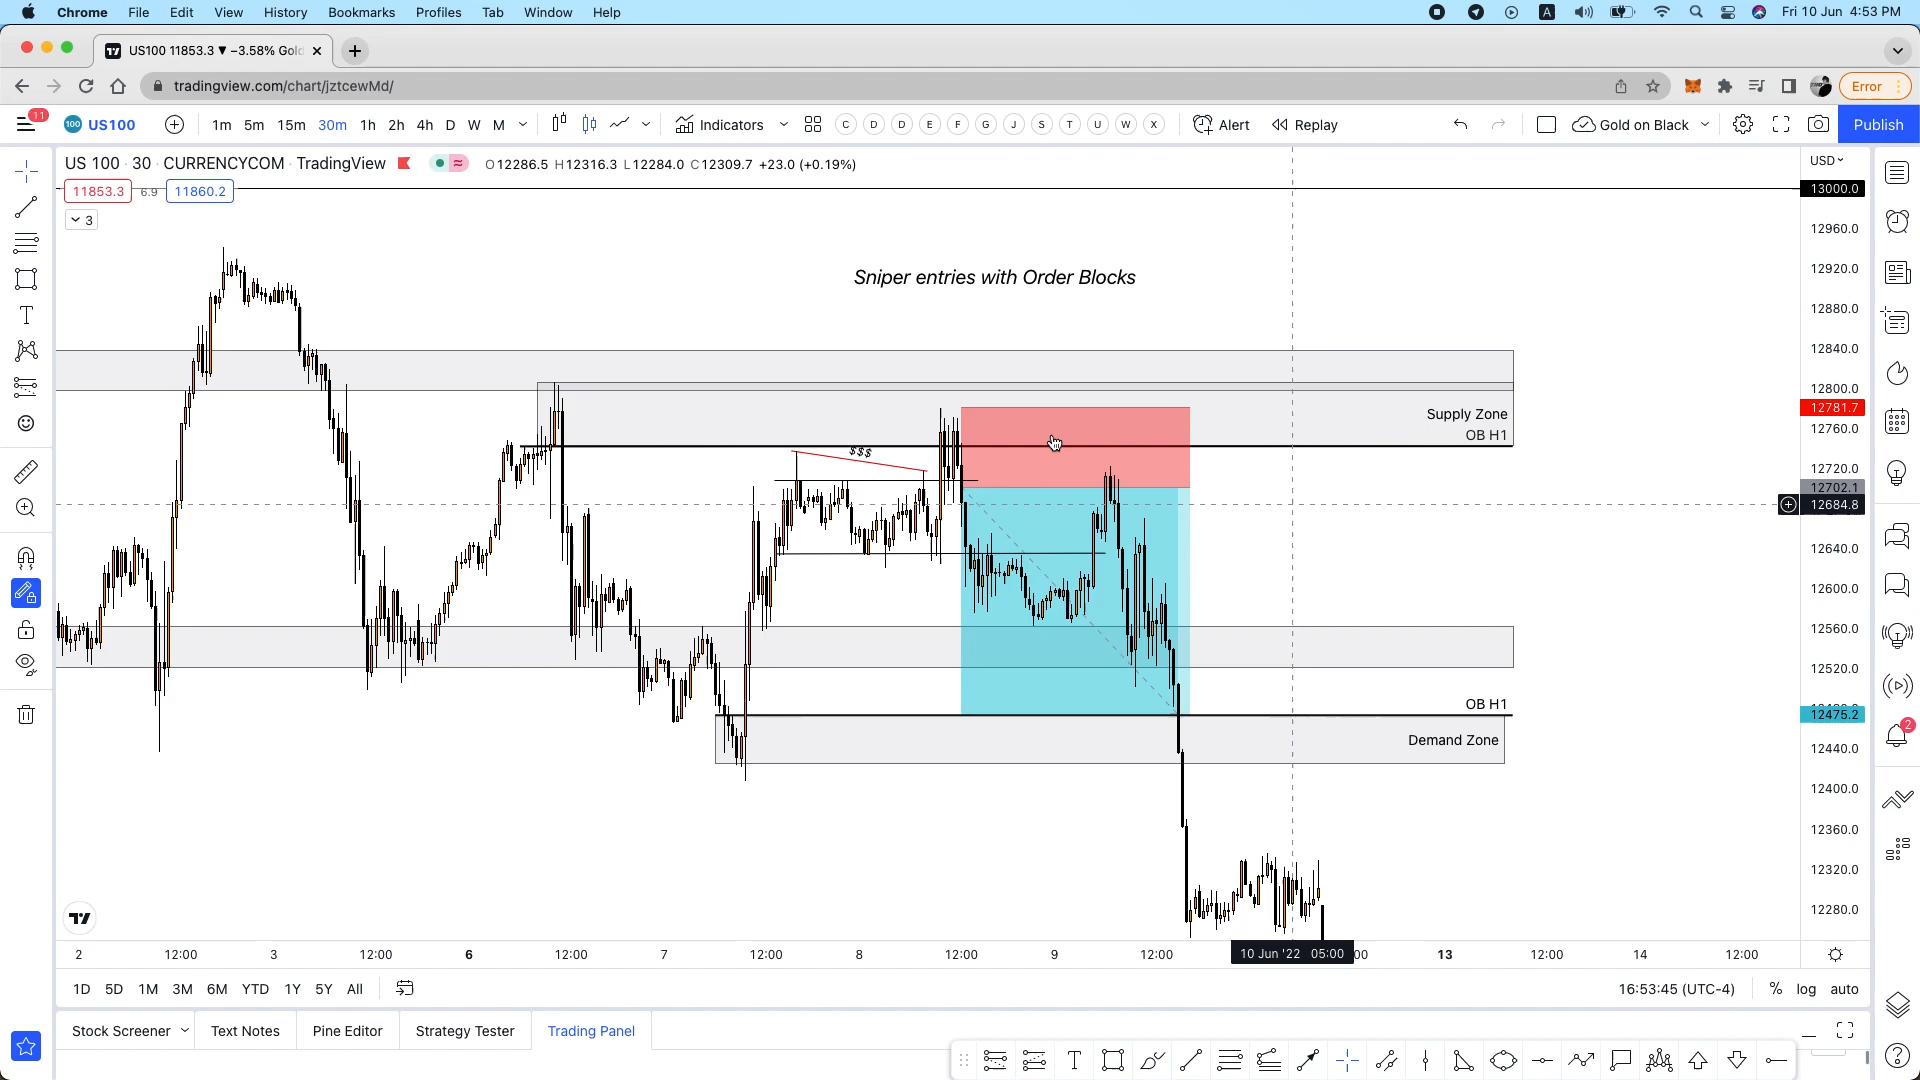 Chrome File Edit View History Bookmarks Profiles Tab Window Help
A Fri 10 Jun 4:53 PM
US100 11853.3 ▼ −3.58% Gold
tradingview.com/chart/jztcewMd/
Error
11
100 US100 1m 5m 15m 30m 1h 2h 4h D W M Indicators C D D E F G J S T U W X Alert Replay Gold on Black Publish
US 100 · 30 · CURRENCYCOM · TradingView O12286.5 H12316.3 L12284.0 C12309.7 +23.0 (+0.19%)
USD
11853.3 6.9 11860.2
13000.0
3
12960.0
12920.0
Sniper entries with Order Blocks
12880.0
12840.0
12800.0
12781.7
Supply Zone
12760.0
OB H1
$$$
12720.0
12702.1
12684.8
12640.0
12600.0
12560.0
12520.0
OB H1
12475.2
2
Demand Zone
12440.0
12400.0
12360.0
12320.0
12280.0
2 12:00 3 12:00 6 12:00 7 12:00 8 12:00 9 12:00 10 Jun '22 05:00 00 13 12:00 14 12:00
1D 5D 1M 3M 6M YTD 1Y 5Y All
16:53:45 (UTC-4) % log auto
Stock Screener Text Notes Pine Editor Strategy Tester Trading Panel